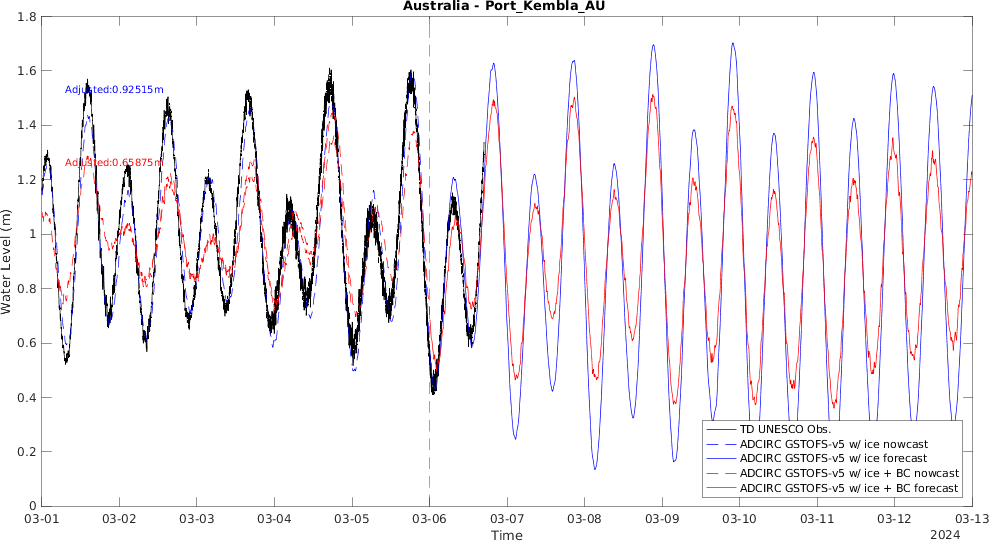 Australia - Port_Kembla_AU
1.8
1.6
1.4
1.2
1
0.8
0.6
0.4
0.2
0
Water Level (m)
Adjusted:0.92515m
Adjusted:0.65875m
TD UNESCO Obs.
ADCIRC GSTOFS-v5 w/ ice nowcast
ADCIRC GSTOFS-v5 w/ ice forecast
ADCIRC GSTOFS-v5 w/ ice + BC nowcast
ADCIRC GSTOFS-v5 w/ ice + BC forecast
03-01 03-02 03-03 03-04 03-05 03-06 03-07 03-08 03-09 03-10 03-11 03-12 03-13
Time
2024